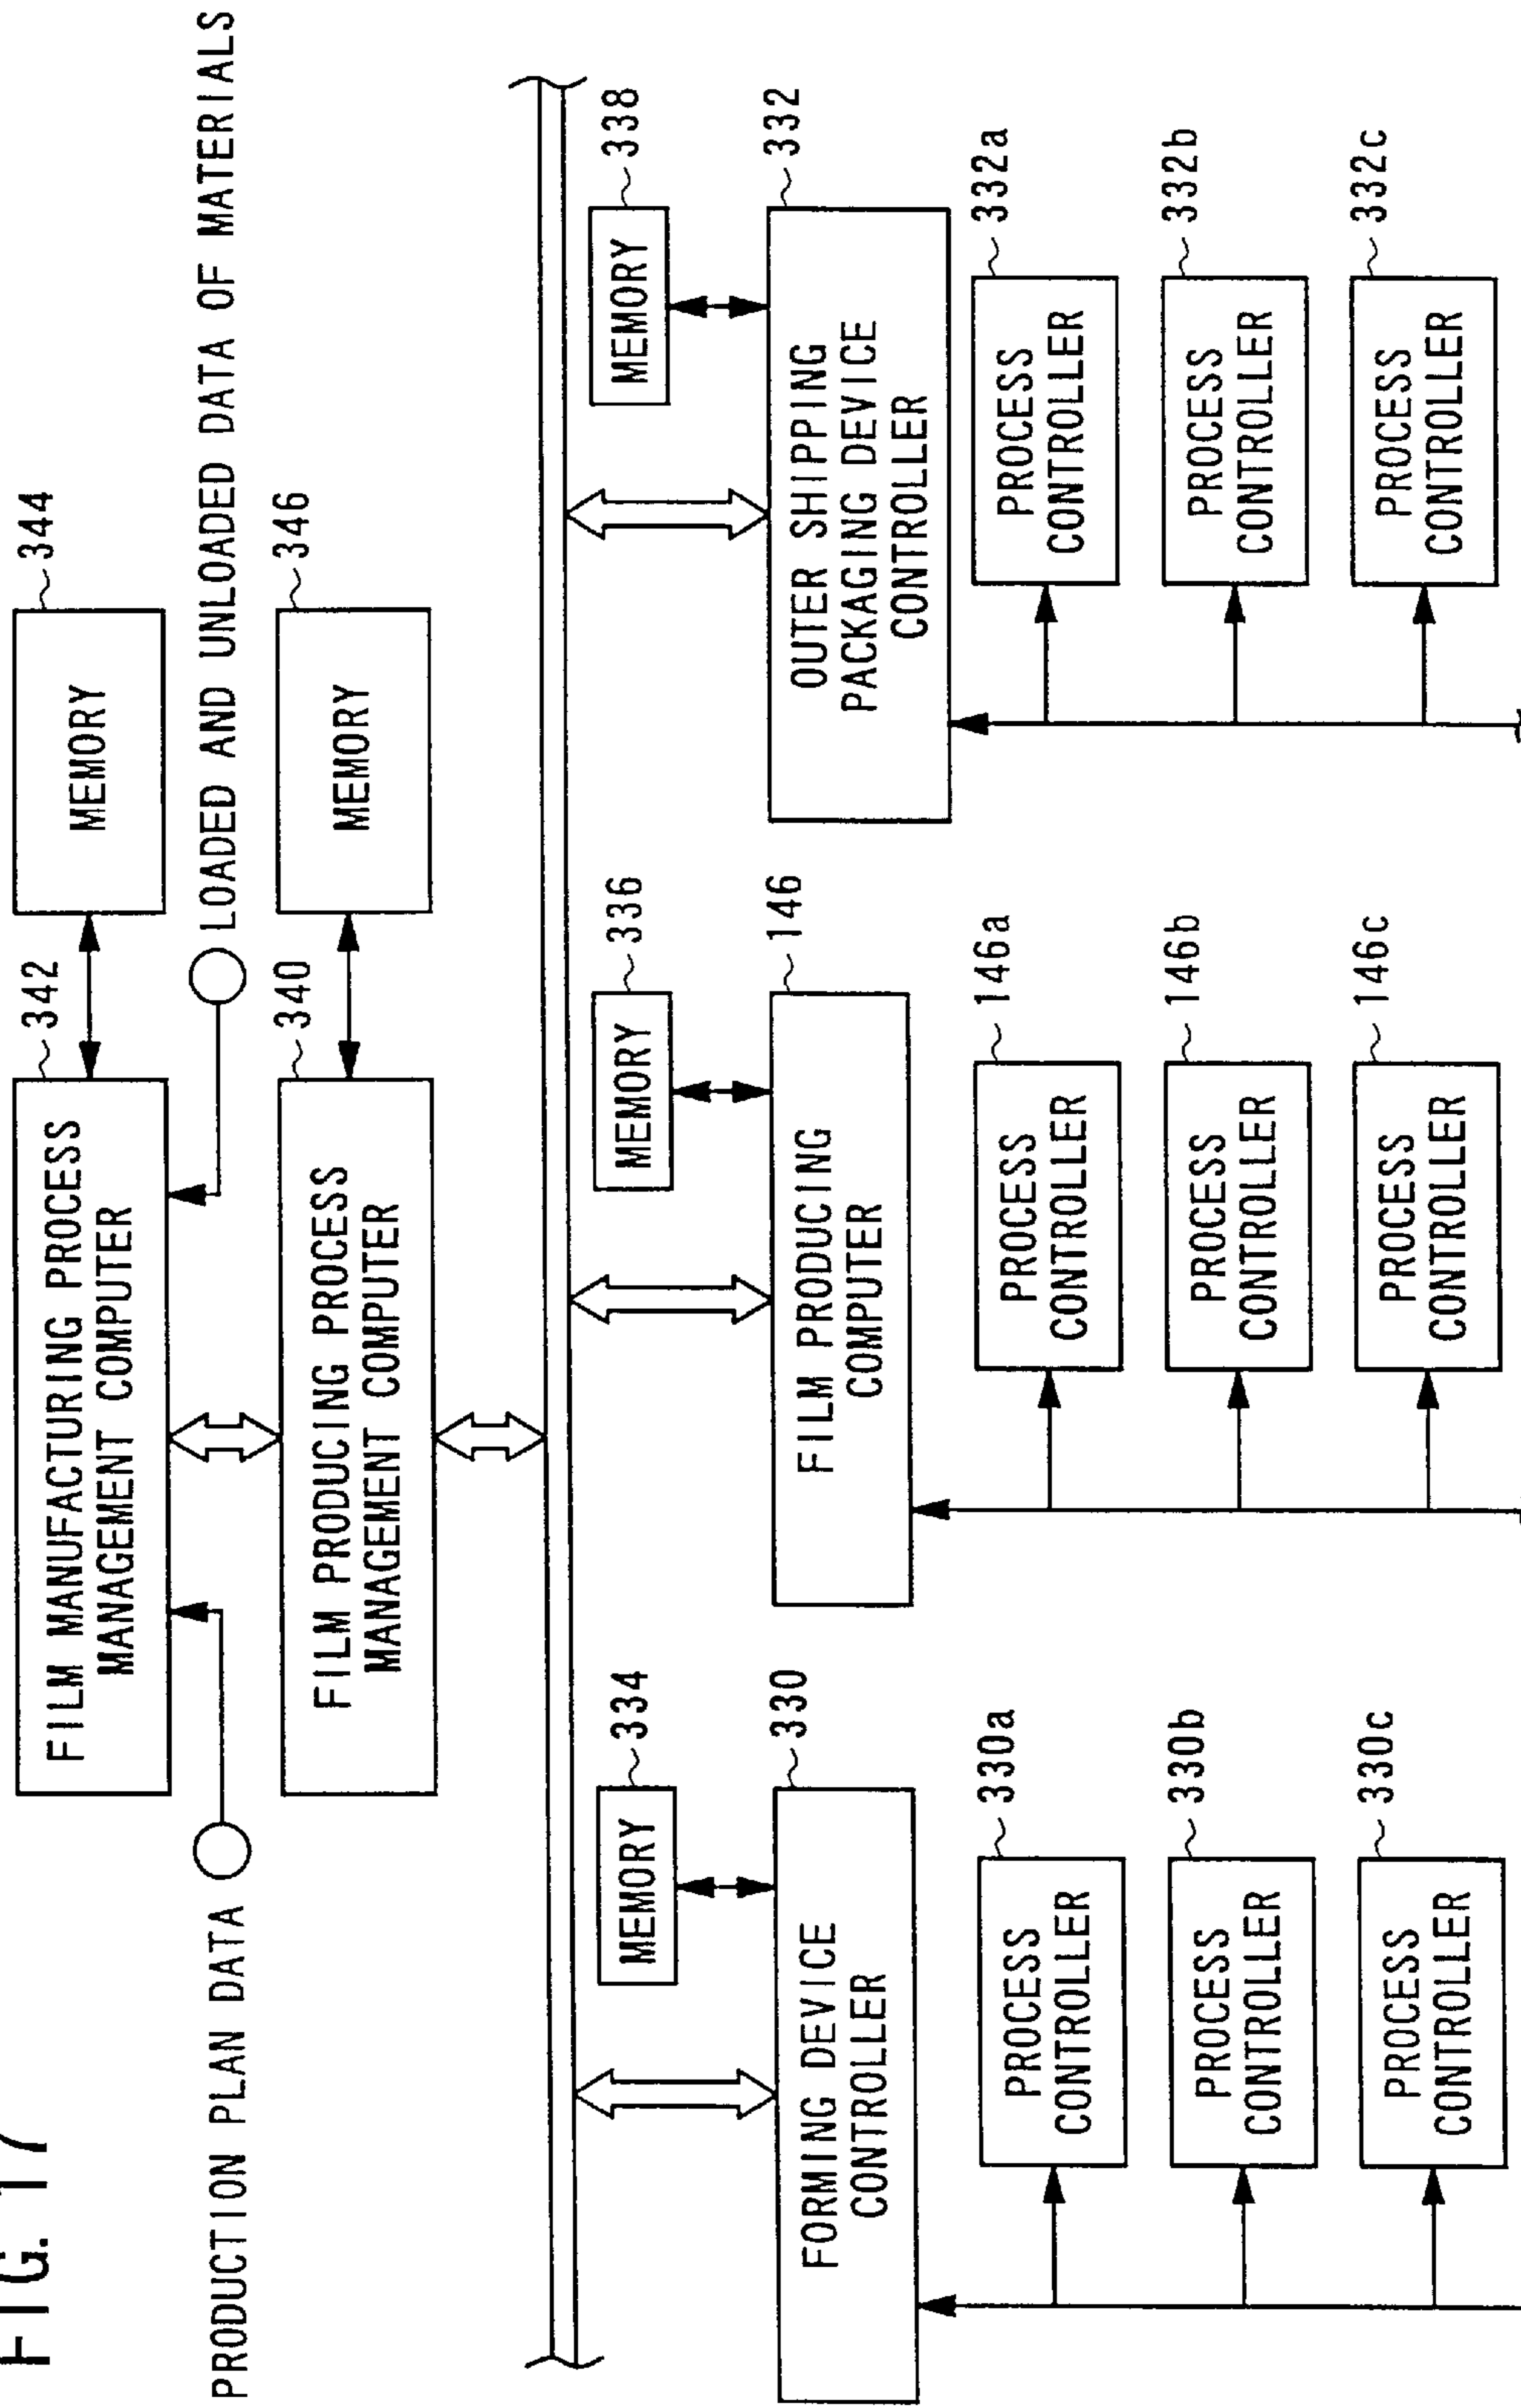 FIG. 17
PRODUCTION PLAN DATA
FILM MANUFACTURING PROCESS
MANAGEMENT COMPUTER
342
MEMORY
344
LOADED AND UNLOADED DATA OF MATERIALS
FILM PRODUCING PROCESS
MANAGEMENT COMPUTER
340
MEMORY
346
MEMORY
334
FORMING DEVICE
CONTROLLER
330
PROCESS
CONTROLLER
330a
PROCESS
CONTROLLER
330b
PROCESS
CONTROLLER
330c
MEMORY
336
FILM PRODUCING
COMPUTER
146
PROCESS
CONTROLLER
146a
PROCESS
CONTROLLER
146b
PROCESS
CONTROLLER
146c
MEMORY
338
OUTER SHIPPING
PACKAGING DEVICE
CONTROLLER
332
PROCESS
CONTROLLER
332a
PROCESS
CONTROLLER
332b
PROCESS
CONTROLLER
332c